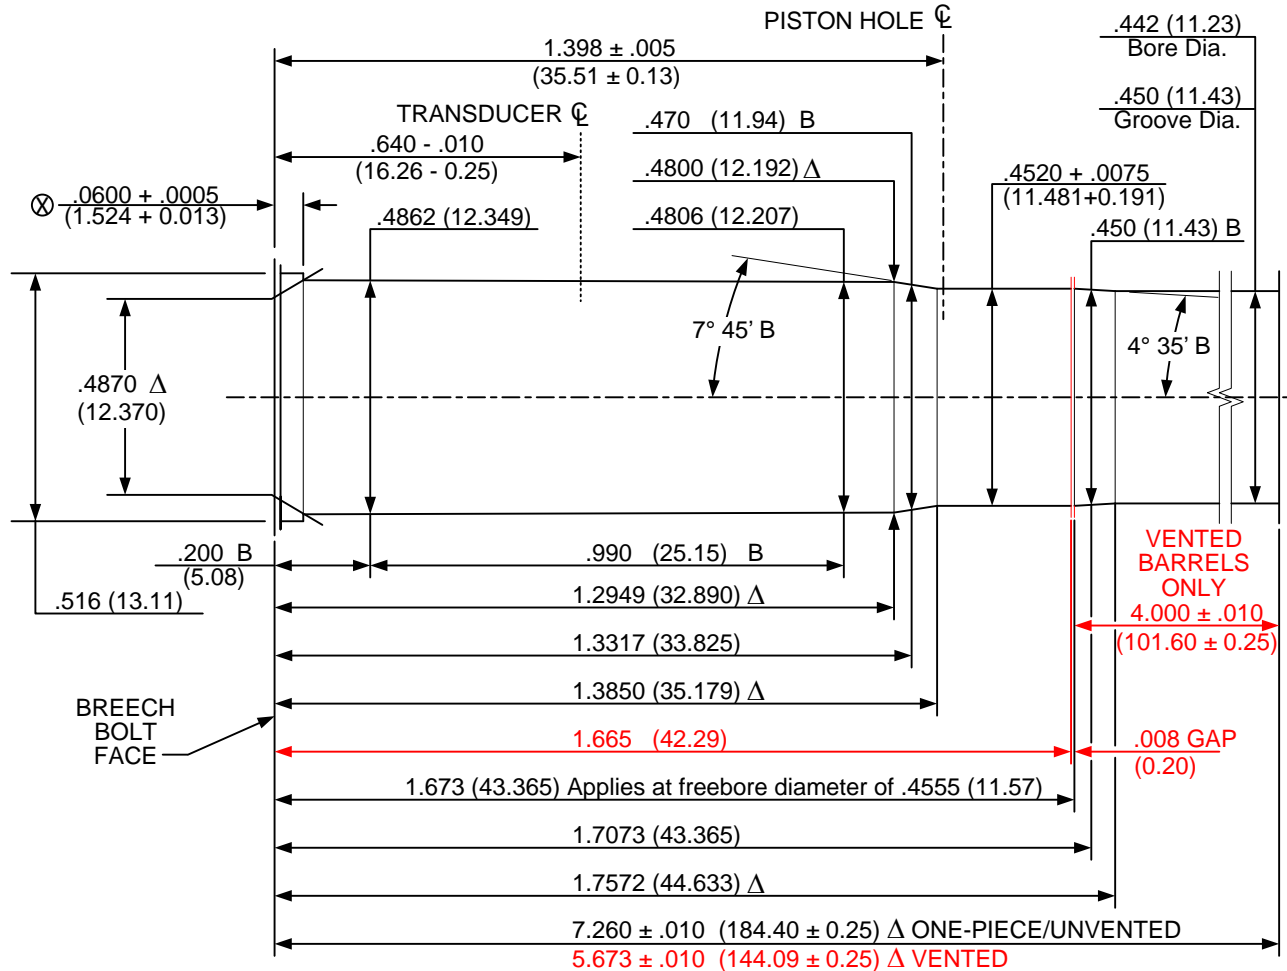 PISTON HOLE ℄
.442 (11.23)
Bore Dia.
1.398 ± .005
(35.51 ± 0.13)
.450 (11.43)
Groove Dia.
TRANSDUCER ℄
.470 (11.94) B
.640 - .010
(16.26 - 0.25)
.4800 (12.192) Δ
.4520 + .0075
(11.481+0.191)
Ⓧ .0600 + .0005
(1.524 + 0.013)
.4862 (12.349)
.4806 (12.207)
.450 (11.43) B
7° 45’ B
4° 35’ B
.4870 Δ
(12.370)
VENTED
BARRELS
ONLY
4.000 ± .010
(101.60 ± 0.25)
.200 B
(5.08)
.990 (25.15) B
.516 (13.11)
1.2949 (32.890) Δ
1.3317 (33.825)
1.3850 (35.179) Δ
BREECH
BOLT
FACE
1.665 (42.29)
.008 GAP
(0.20)
1.673 (43.365) Applies at freebore diameter of .4555 (11.57)
1.7073 (43.365)
1.7572 (44.633) Δ
7.260 ± .010 (184.40 ± 0.25) Δ ONE-PIECE/UNVENTED
5.673 ± .010 (144.09 ± 0.25) Δ VENTED